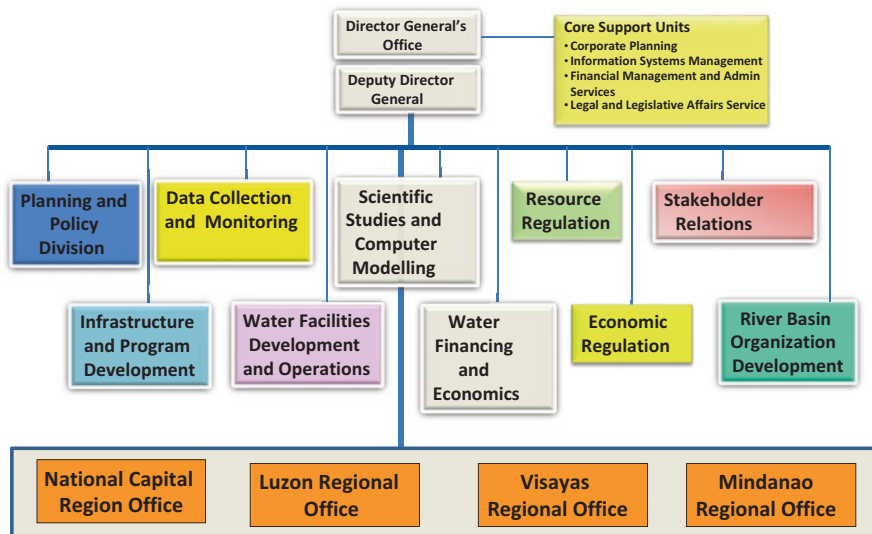 Director General's
Office
Core Support Units
• Corporate Planning
• Information Systems Management
• Financial Management and Admin
Services
• Legal and Legislative Affairs Service
Deputy Director
General
Planning and
Policy
Division
Data Collection
and Monitoring
Scientific
Studies and
Computer
Modelling
Resource
Regulation
Stakeholder
Relations
Infrastructure
and Program
Development
Water Facilities
Development
and Operations
Water
Financing
and
Economics
Economic
Regulation
River Basin
Organization
Development
National Capital
Region Office
Luzon Regional
Office
Visayas
Regional Office
Mindanao
Regional Office